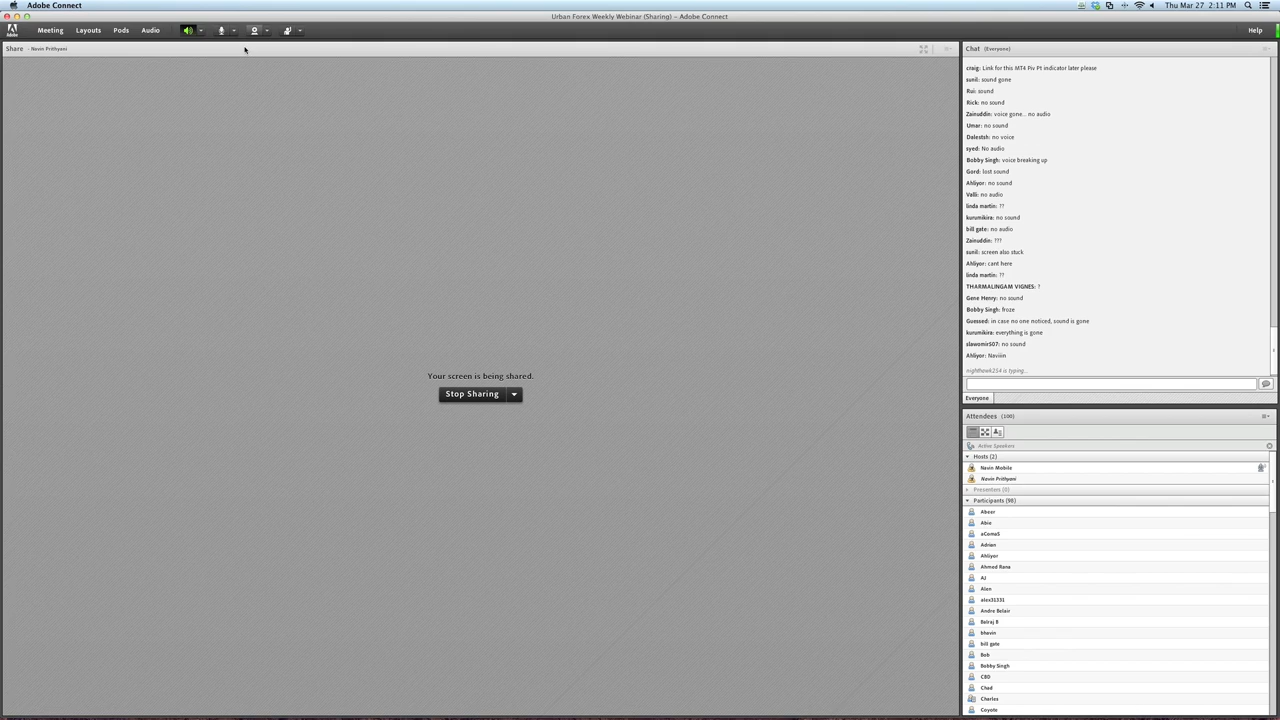 Adobe Connect
Thu Mar 27 2:11 PM
Urban Forex Weekly Webinar (Sharing) – Adobe Connect
Adobe
Meeting Layouts Pods Audio
Help
Share - Navin Prithyani
Your screen is being shared.
Stop Sharing
Chat (Everyone)
craig: Link for this MT4 Piv Pt indicator later please
sunil: sound gone
Rui: sound
Rick: no sound
Zainuddin: voice gone... no audio
Umar: no sound
Dalestsh: no voice
syed: No audio
Bobby Singh: voice breaking up
Gord: lost sound
Ahliyor: no sound
Valli: no audio
linda martin: ??
kurumikira: no sound
bill gate: no audio
Zainuddin: ???
sunil: screen also stuck
Ahliyor: cant here
linda martin: ??
THARMALINGAM VIGNES: ?
Gene Henry: no sound
Bobby Singh: froze
Guessed: in case no one noticed, sound is gone
kurumikira: everything is gone
slawomir507: no sound
Ahliyor: Naviiin
nighthawk254 is typing...
Everyone
Attendees (100)
Active Speakers
Hosts (2)
Navin Mobile
Navin Prithyani
Presenters (0)
Participants (98)
Abeer
Abie
aComaS
Adrian
Ahliyor
Ahmed Rana
AJ
Alen
alex31331
Andre Belair
Balraj B
bhavin
bill gate
Bob
Bobby Singh
CBD
Chad
Charles
Coyote